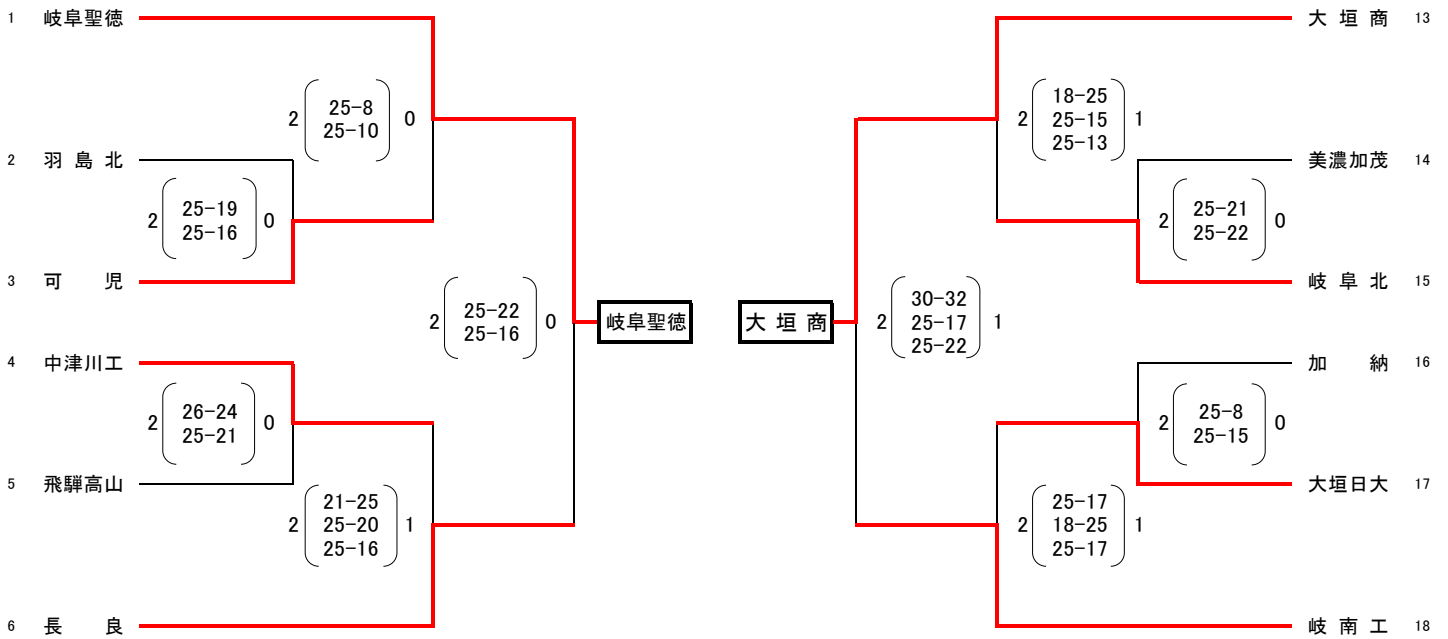 1 岐阜聖徳
2 羽島北
3 可児
4 中津川工
5 飛騨高山
6 長良
2 25-8 0
25-10
2 25-19 0
25-16
2 26-24 0
25-21
2 21-25 1
25-20
25-16
2 25-22 0
25-16
岐阜聖徳
大垣商
2 30-32 1
25-17
25-22
2 18-25 1
25-15
25-13
2 25-21 0
25-22
2 25-8 0
25-15
2 25-17 1
18-25
25-17
大垣商 13
美濃加茂 14
岐阜北 15
加納 16
大垣日大 17
岐南工 18